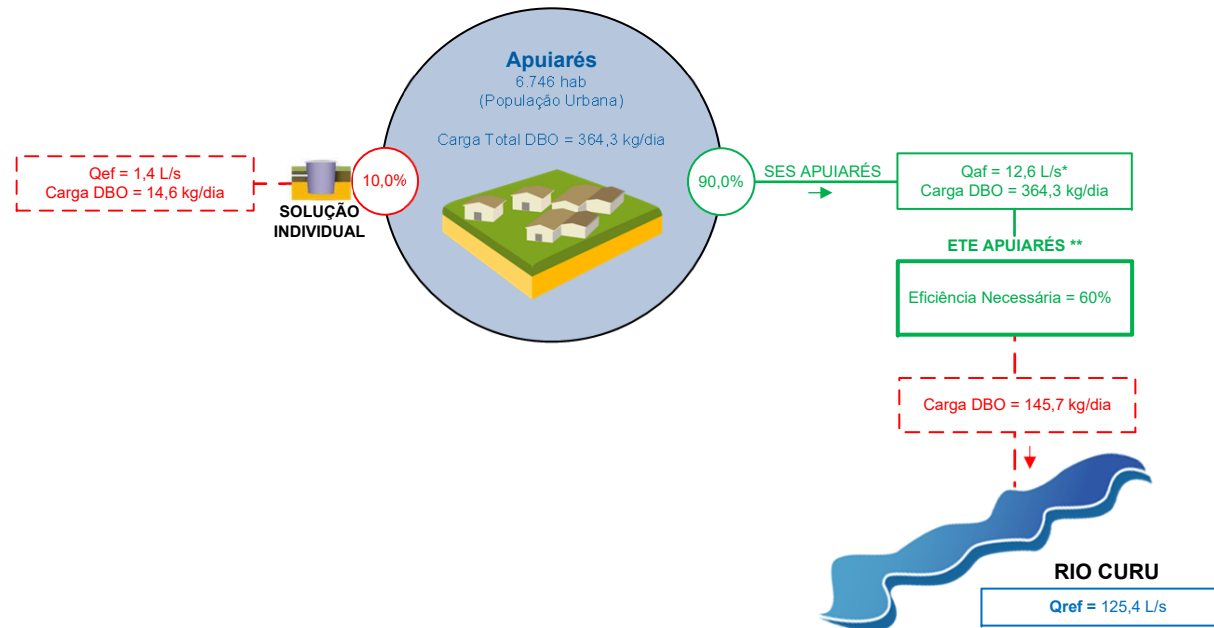 Apuiarés
6.746 hab
(População Urbana)
Carga Total DBO = 364,3 kg/dia
Qef = 1,4 L/s
Carga DBO = 14,6 kg/dia
SOLUÇÃO
INDIVIDUAL
10,0%
90,0%
SES APUIARÉS
Qaf = 12,6 L/s*
Carga DBO = 364,3 kg/dia
ETE APUIARÉS **
Eficiência Necessária = 60%
Carga DBO = 145,7 kg/dia
RIO CURU
Qref = 125,4 L/s